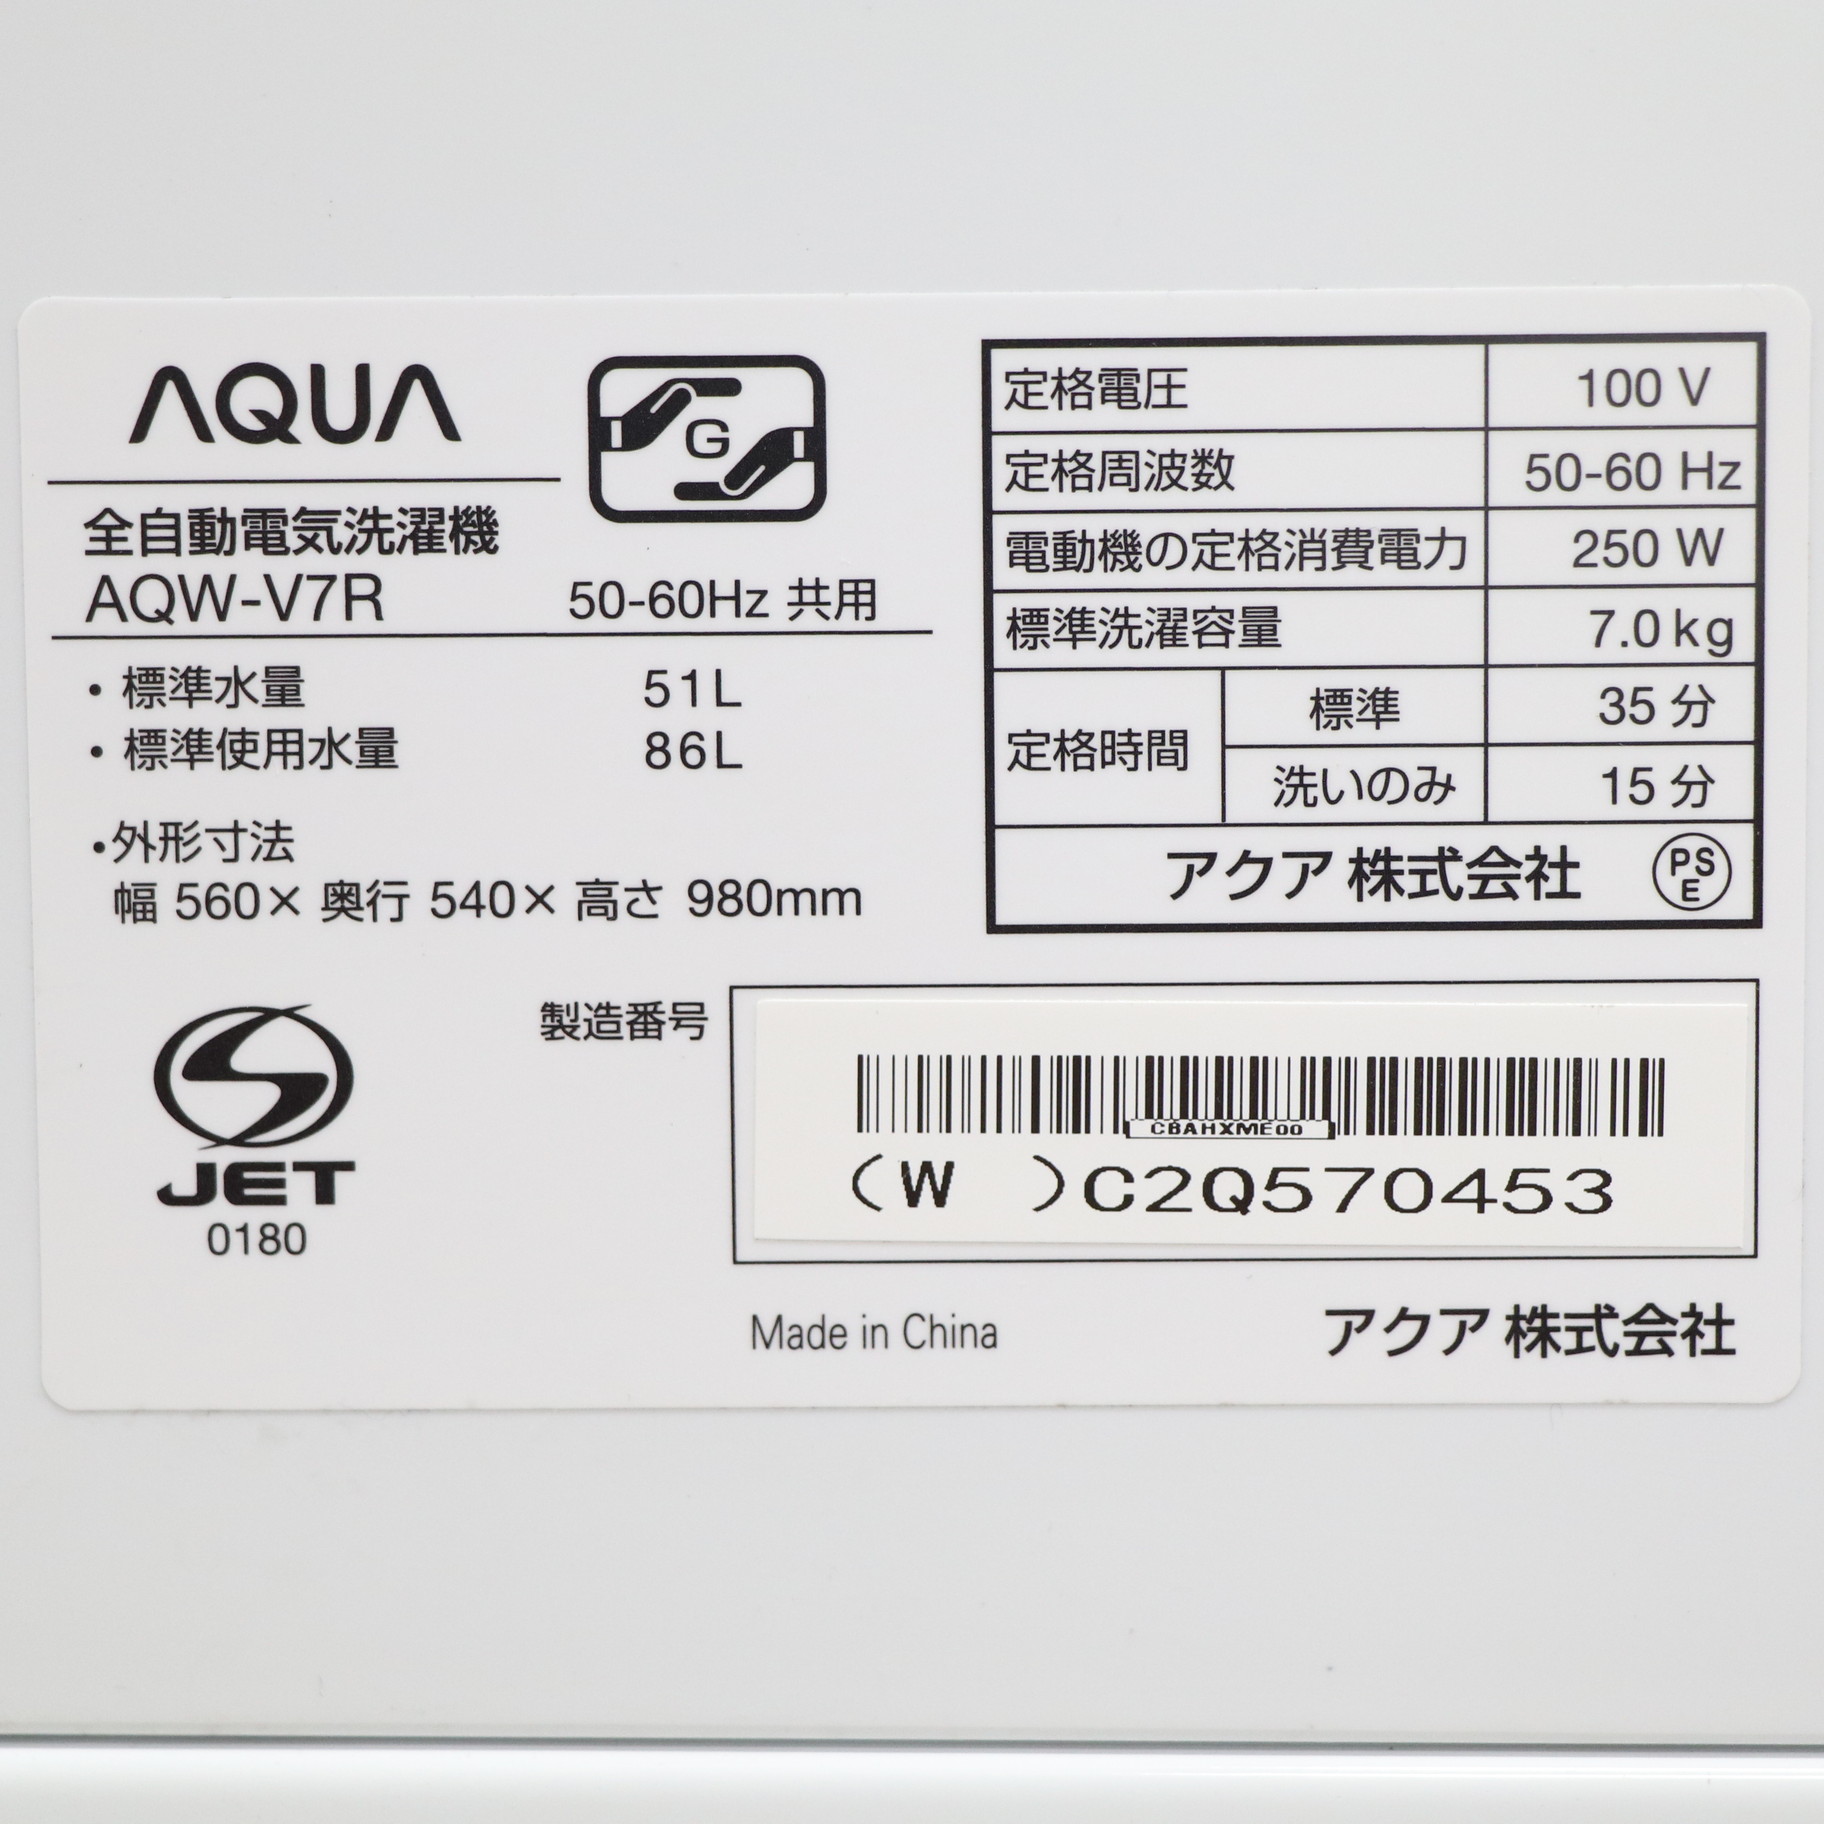 AQUA
G
全自動電気洗濯機
AQW-V7R 50-60Hz 共用
・標準水量 51L
・標準使用水量 86L
・外形寸法
幅 560× 奥行 540× 高さ 980mm
定格電圧 100 V
定格周波数 50-60 Hz
電動機の定格消費電力 250 W
標準洗濯容量 7.0kg
定格時間 標準 35 分
洗いのみ 15 分
アクア 株式会社 PSE
JET
0180
製造番号
CBAHXME00
(W )C2Q570453
Made in China
アクア 株式会社